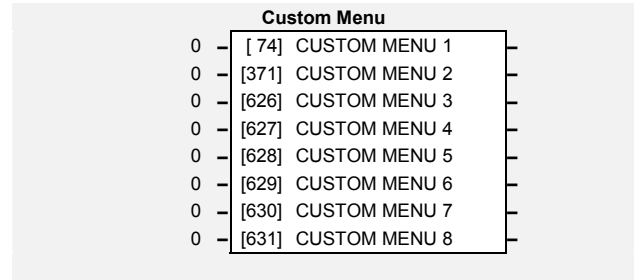 Custom Menu
0 – [ 74] CUSTOM MENU 1 –
0 – [371] CUSTOM MENU 2 –
0 – [626] CUSTOM MENU 3 –
0 – [627] CUSTOM MENU 4 –
0 – [628] CUSTOM MENU 5 –
0 – [629] CUSTOM MENU 6 –
0 – [630] CUSTOM MENU 7 –
0 – [631] CUSTOM MENU 8 –